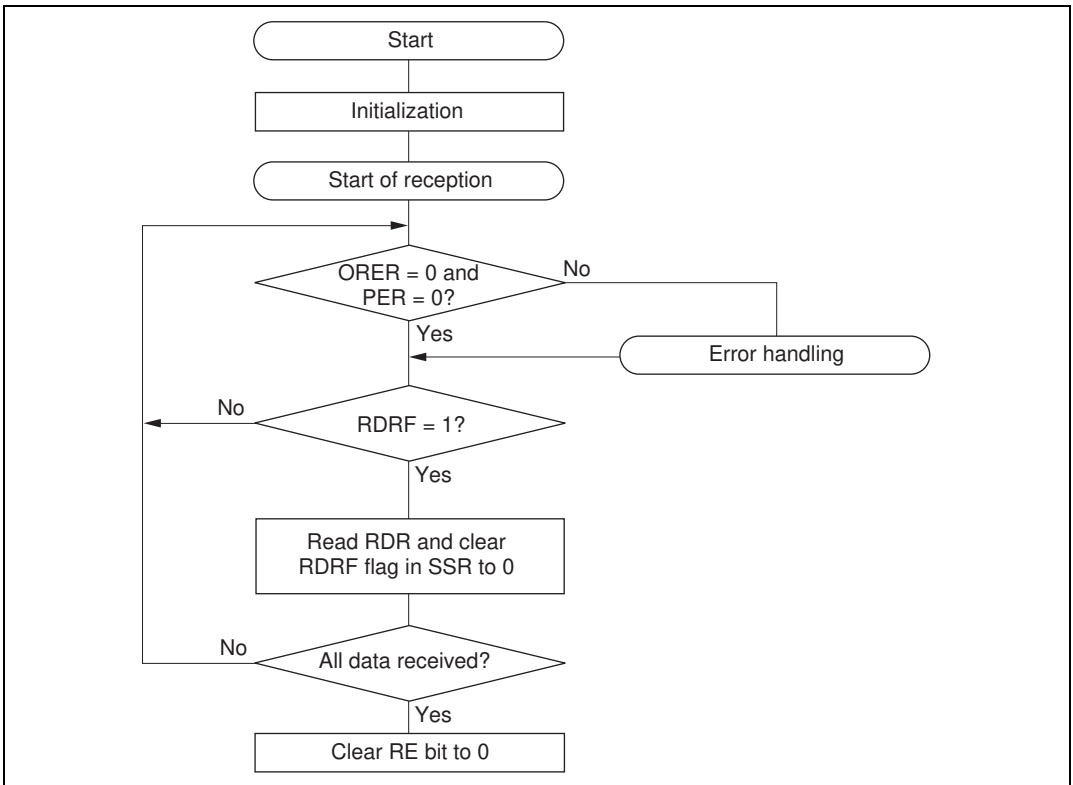 Start
Initialization
Start of reception
ORER = 0 and
PER = 0?
No
Yes
Error handling
No
RDRF = 1?
Yes
Read RDR and clear
RDRF flag in SSR to 0
No
All data received?
Yes
Clear RE bit to 0